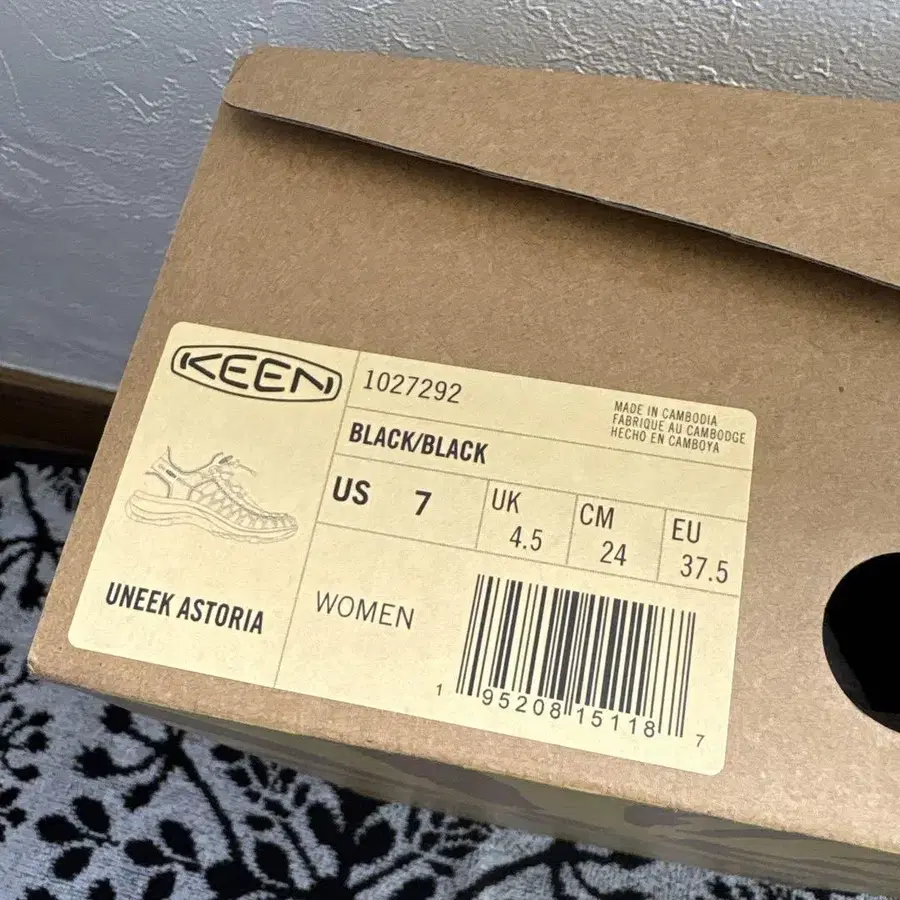 KEEN
1027292
MADE IN CAMBODIA
FABRIQUE AU CAMBODGE
HECHO EN CAMBOYA
BLACK/BLACK
US 7
UK 4.5
CM 24
EU 37.5
UNEEK ASTORIA
WOMEN
1 95208 15118 7